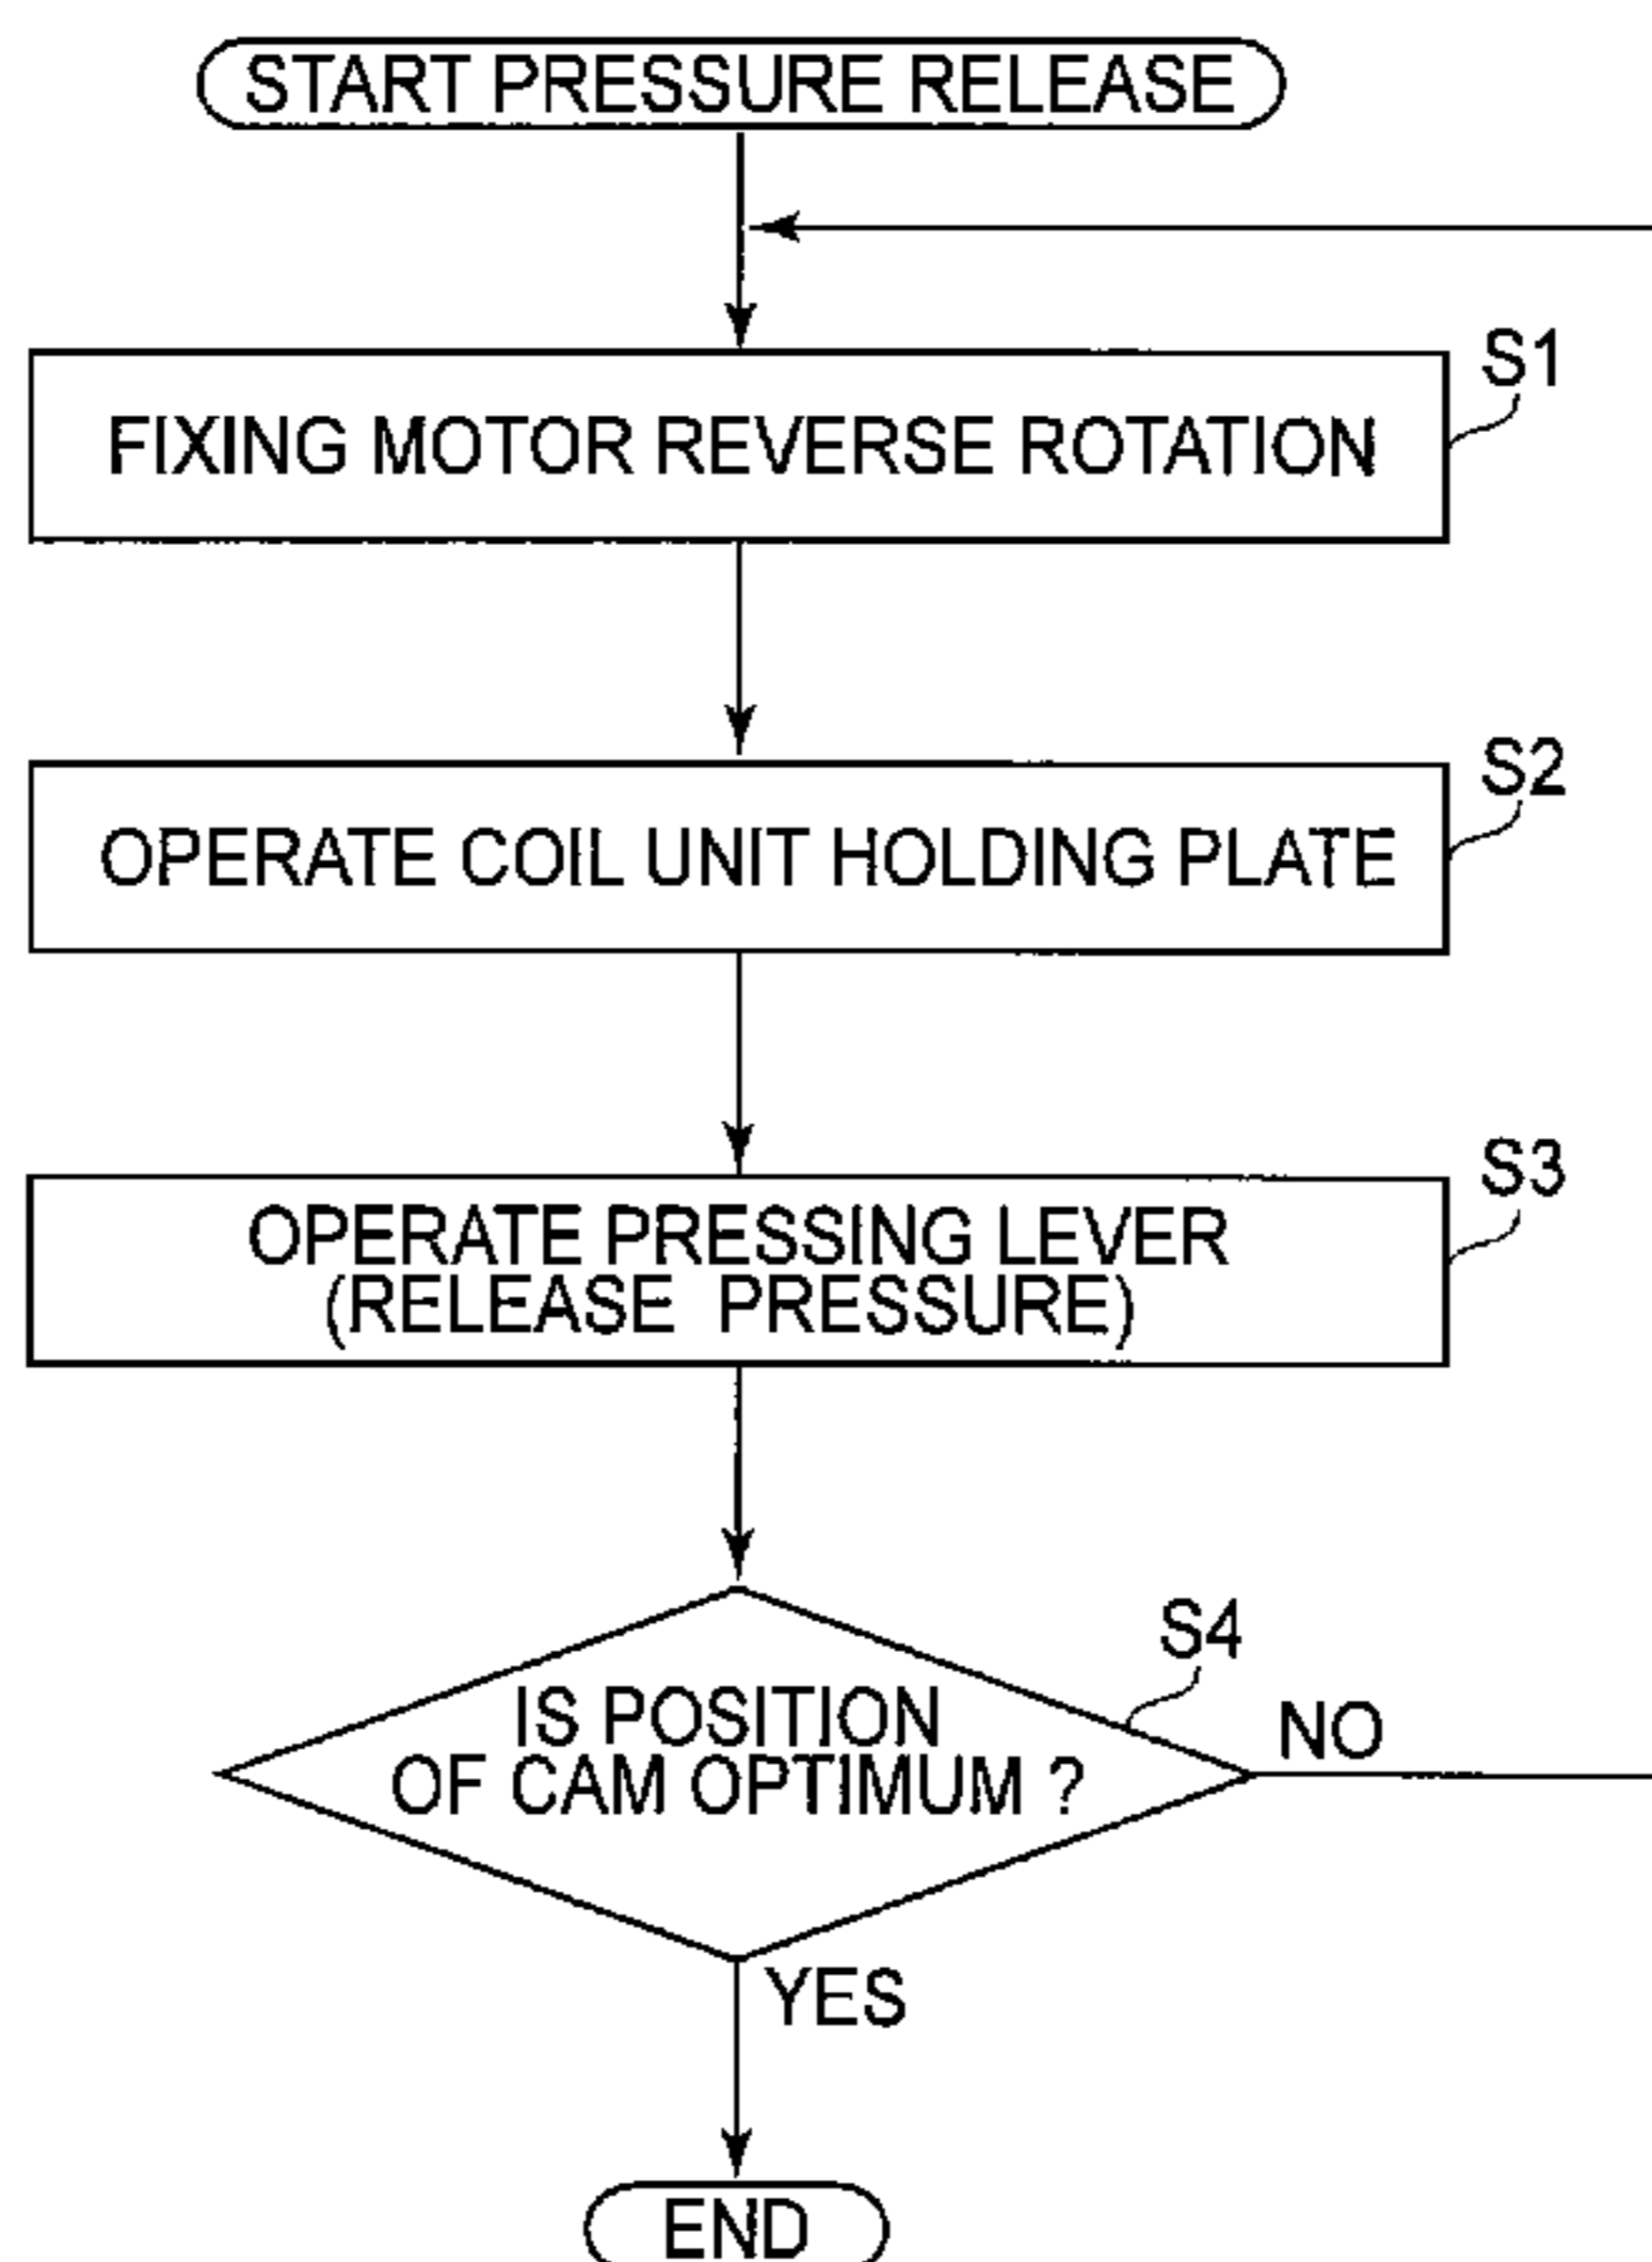 START PRESSURE RELEASE
S1
FIXING MOTOR REVERSE ROTATION
S2
OPERATE COIL UNIT HOLDING PLATE
S3
OPERATE PRESSING LEVER
(RELEASE PRESSURE)
S4
IS POSITION
OF CAM OPTIMUM ?
NO
YES
END